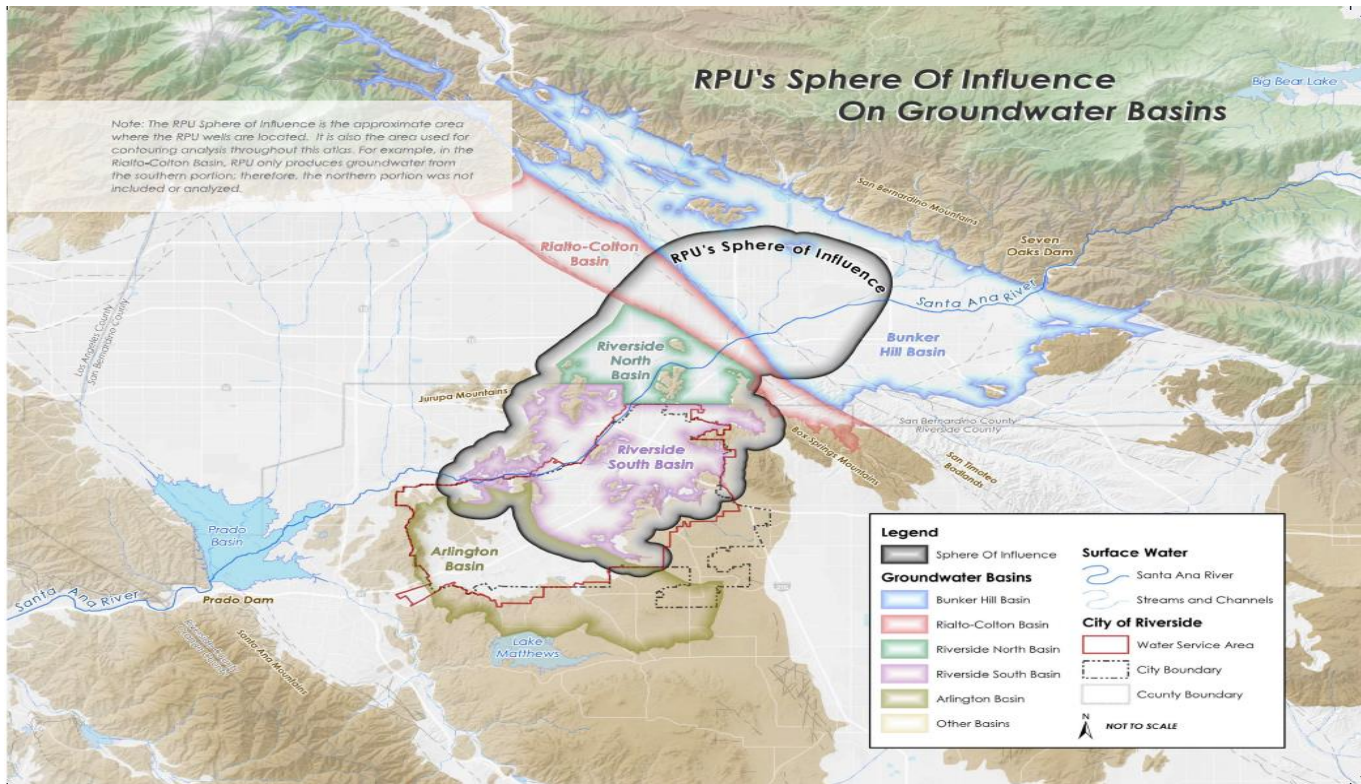 RPU's Sphere Of Influence
On Groundwater Basins
Big Bear Lake
Note: The RPU Sphere of Influence is the approximate area
where the RPU wells are located. It is also the area used for
contouring analysis throughout this atlas. For example, in the
Rialto-Colton Basin, RPU only produces groundwater from
the southern portion; therefore, the northern portion was not
included or analyzed.
San Bernardino Mountains
Seven
Oaks Dam
Rialto-Colton
Basin
RPU's Sphere of Influence
Santa Ana River
Los Angeles County
San Bernardino County
Bunker
Hill Basin
Riverside
North
Basin
Jurupa Mountains
San Bernardino County
Riverside County
Box Springs Mountains
San Timoteo
Badlands
Riverside
South Basin
Prado
Basin
Arlington
Basin
Santa Ana River
Prado Dam
Lake
Matthews
Santa Ana Mountains
Legend
Sphere Of Influence
Groundwater Basins
Bunker Hill Basin
Rialto-Colton Basin
Riverside North Basin
Riverside South Basin
Arlington Basin
Other Basins
Surface Water
Santa Ana River
Streams and Channels
City of Riverside
Water Service Area
City Boundary
County Boundary
N
NOT TO SCALE